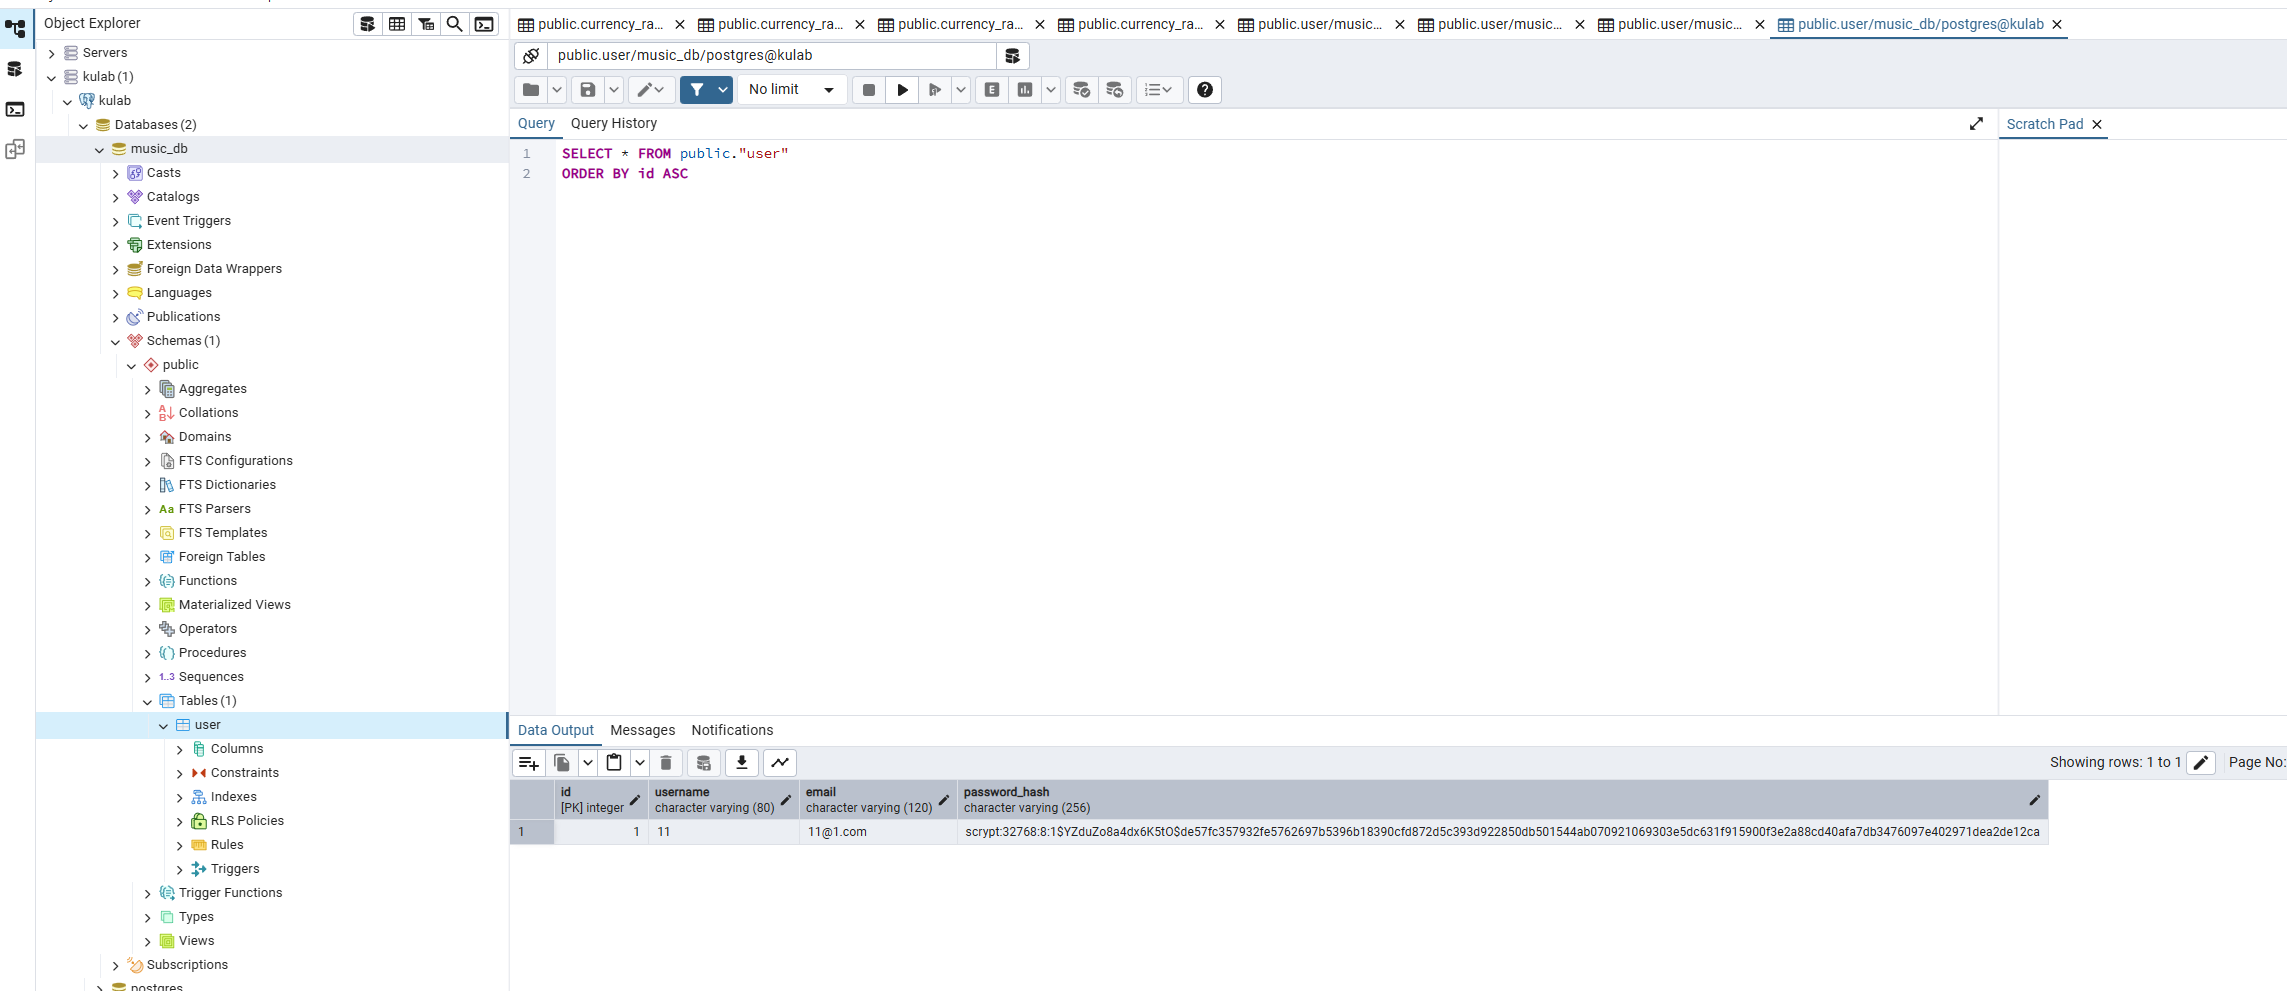 Object Explorer
Servers
kulab (1)
kulab
Databases (2)
music_db
Casts
Catalogs
Event Triggers
Extensions
Foreign Data Wrappers
Languages
Publications
Schemas (1)
public
Aggregates
Collations
Domains
FTS Configurations
FTS Dictionaries
Aa FTS Parsers
FTS Templates
Foreign Tables
Functions
Materialized Views
Operators
Procedures
1..3 Sequences
Tables (1)
user
Columns
Constraints
Indexes
RLS Policies
Rules
Triggers
Trigger Functions
Types
Views
Subscriptions
postgres
public.currency_ra... public.currency_ra... public.currency_ra... public.currency_ra... public.user/music... public.user/music... public.user/music... public.user/music_db/postgres@kulab
public.user/music_db/postgres@kulab
No limit
E
Query Query History
Scratch Pad
1 SELECT * FROM public."user"
2 ORDER BY id ASC
Data Output Messages Notifications
Showing rows: 1 to 1 Page No:
id username email password_hash
[PK] integer character varying (80) character varying (120) character varying (256)
1 1 11 11@1.com scrypt:32768:8:1$YZduZo8a4dx6K5tO$de57fc357932fe5762697b5396b18390cfd872d5c393d922850db501544ab070921069303e5dc631f915900f3e2a88cd40afa7db3476097e402971dea2de12ca